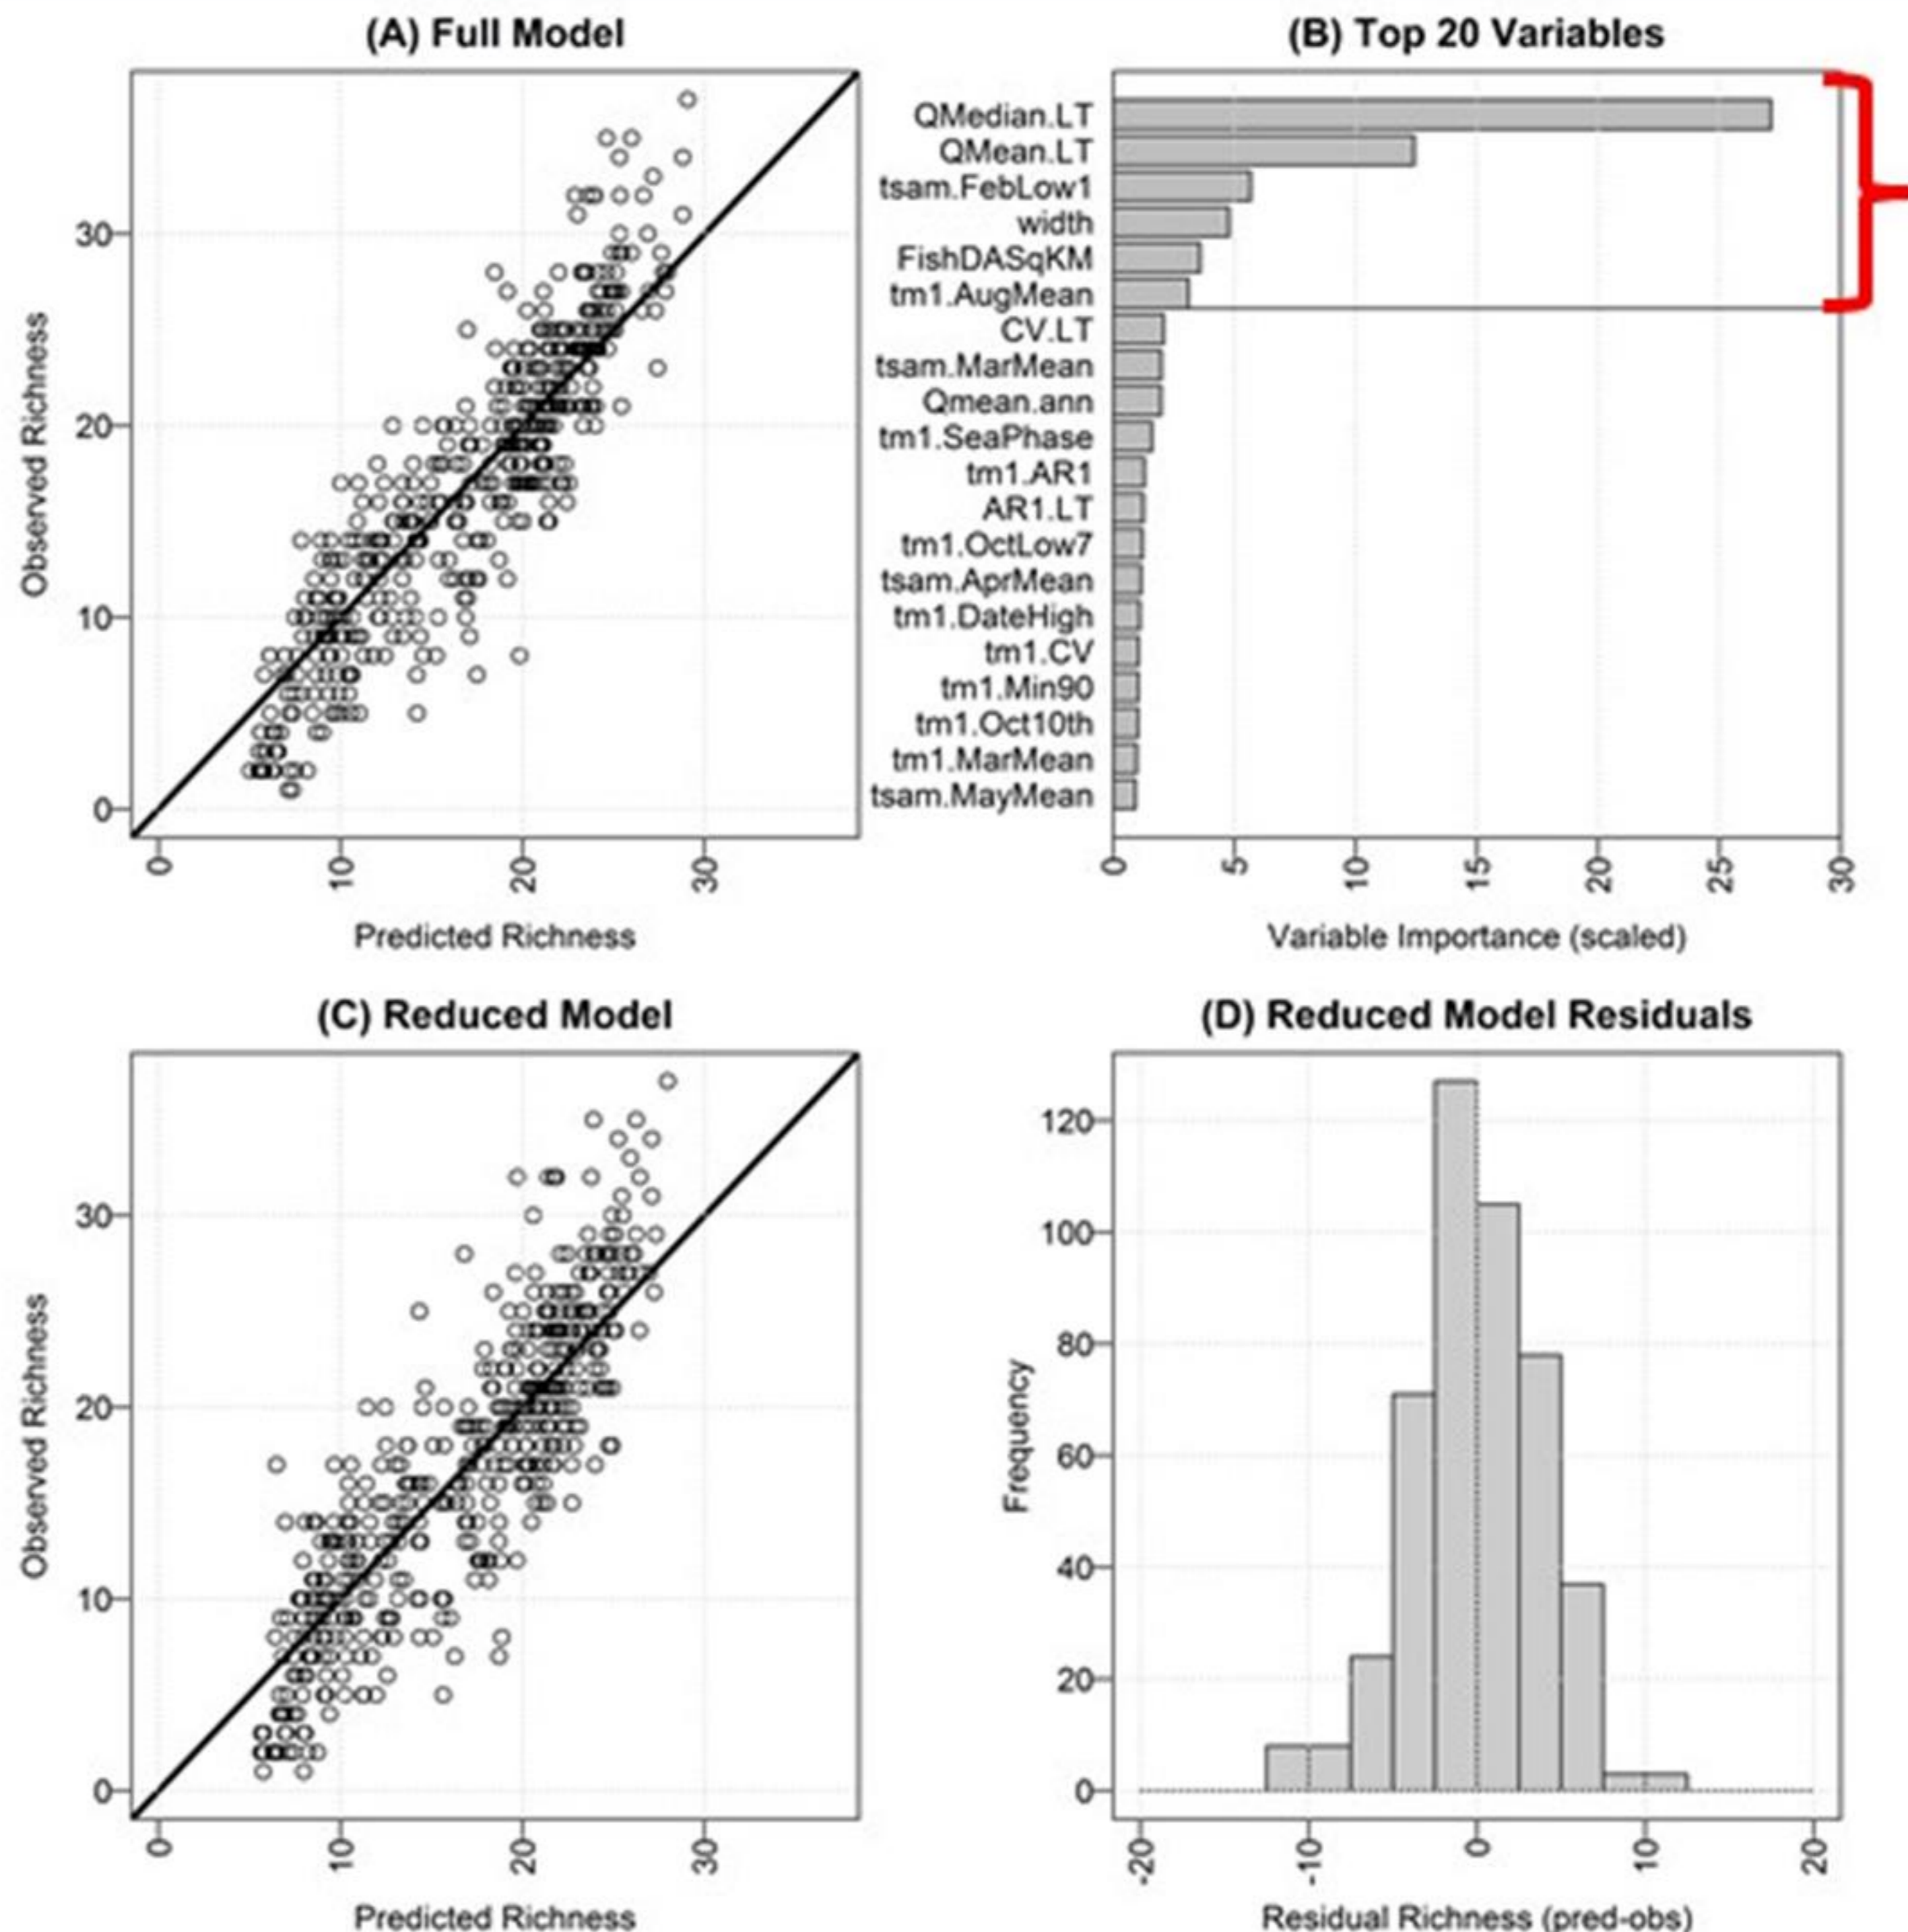 (A) Full Model
Observed Richness
30
20
10
0
0 10 20 30
Predicted Richness
(B) Top 20 Variables
QMedian.LT
QMean.LT
tsam.FebLow1
width
FishDASqKM
tm1.AugMean
CV.LT
tsam.MarMean
Qmean.ann
tm1.SeaPhase
tm1.AR1
AR1.LT
tm1.OctLow7
tsam.AprMean
tm1.DateHigh
tm1.CV
tm1.Min90
tm1.Oct10th
tm1.MarMean
tsam.MayMean
0 5 10 15 20 25 30
Variable Importance (scaled)
(C) Reduced Model
Observed Richness
30
20
10
0
0 10 20 30
Predicted Richness
(D) Reduced Model Residuals
Frequency
120
100
80
60
40
20
0
-20 -10 0 10 20
Residual Richness (pred-obs)